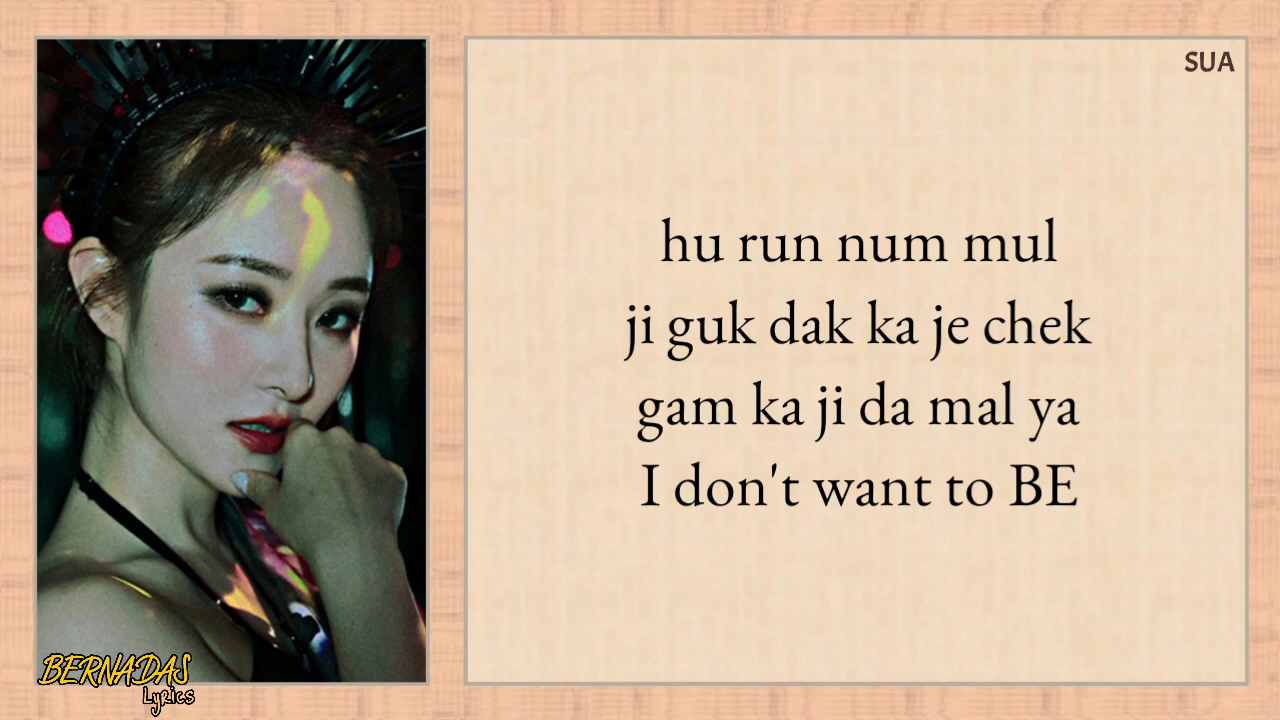 SUA
hu run num mul
ji guk dak ka je chek
gam ka ji da mal ya
I don't want to BE
BERNADAS
Lyrics